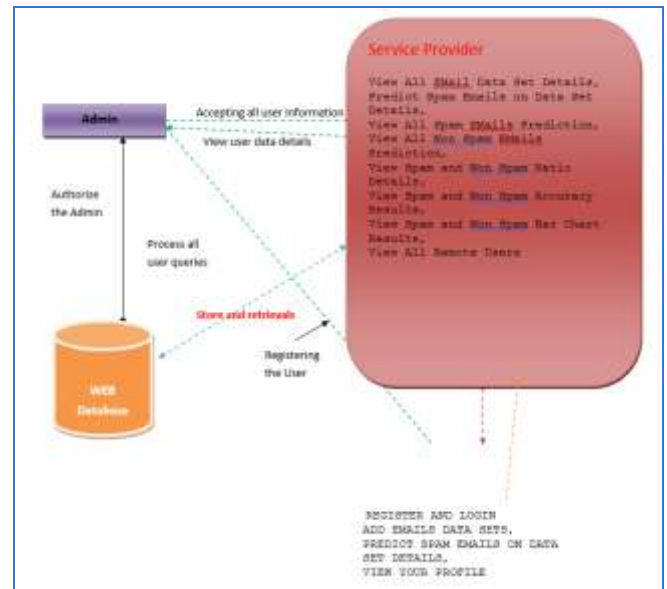 Service Provider
View All EMail Data Set Details,
Predict Spam Emails on Data Set
Details,
View All Spam EMails Prediction,
View All Non Spam EMails
Prediction,
View Spam and Non Spam Ratio
Details,
View Spam and Non Spam Accuracy
Results,
View Spam and Non Spam Bar Chart
Results,
View All Remote Users
Admin
Accepting all user information
View user data details
Authorize
the Admin
Process all
user queries
Store and retrievals
Registering
the User
WEB
Database
REGISTER AND LOGIN
ADD EMAILS DATA SETS,
PREDICT SPAM EMAILS ON DATA
SET DETAILS,
VIEW YOUR PROFILE